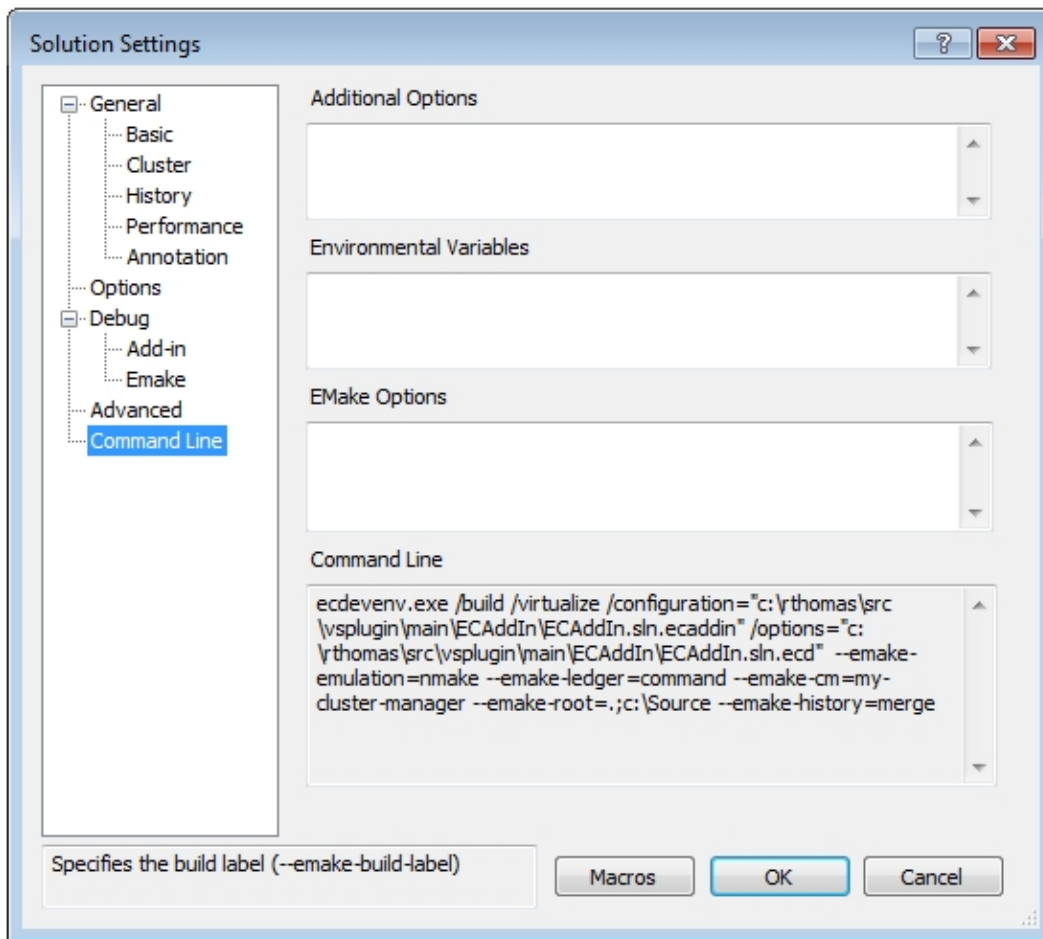 Solution Settings
General
Basic
Cluster
History
Performance
Annotation
Options
Debug
Add-in
Emake
Advanced
Command Line
Additional Options
Environmental Variables
EMake Options
Command Line
ecdevenv.exe /build /virtualize /configuration="c:\rthomas\src
\vsplugin\main\ECAddIn\ECAddIn.sln.ecaddin" /options="c:
\rthomas\src\vsplugin\main\ECAddIn\ECAddIn.sln.ecd" --emake-
emulation=nmake --emake-ledger=command --emake-cm=my-
cluster-manager --emake-root=.;c:\Source --emake-history=merge
Specifies the build label (--emake-build-label)
Macros
OK
Cancel